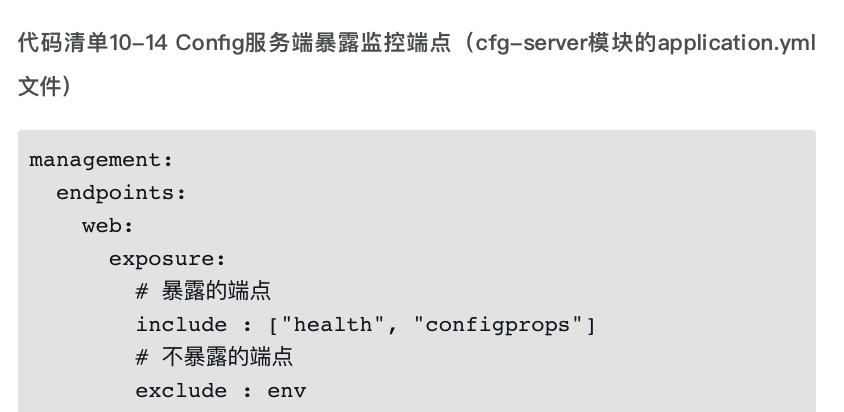 代码清单10-14 Config服务端暴露监控端点（cfg-server模块的application.yml
文件）
management:
  endpoints:
    web:
      exposure:
        # 暴露的端点
        include : ["health", "configprops"]
        # 不暴露的端点
        exclude : env